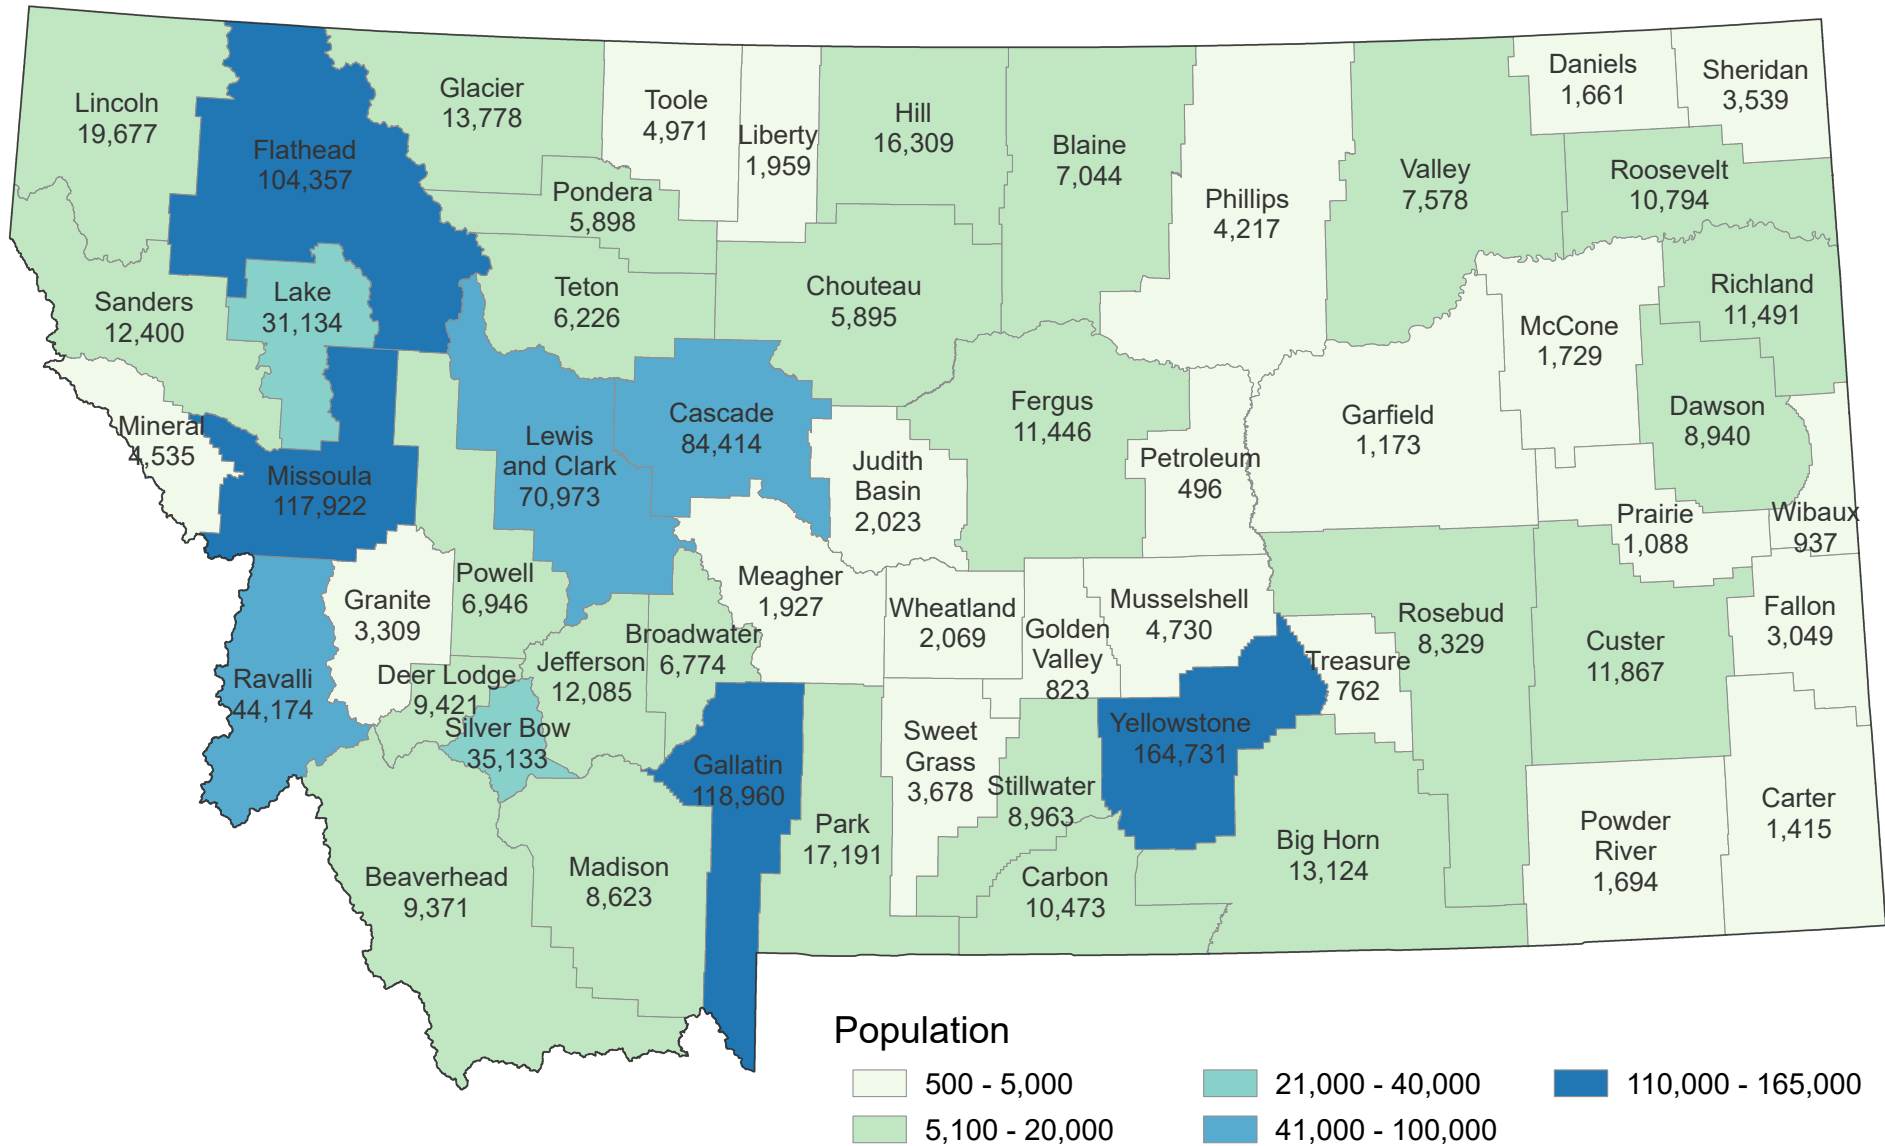 Lincoln
19,677
Flathead
104,357
Glacier
13,778
Toole
4,971
Liberty
1,959
Hill
16,309
Blaine
7,044
Phillips
4,217
Valley
7,578
Daniels
1,661
Sheridan
3,539
Roosevelt
10,794
Pondera
5,898
Sanders
12,400
Lake
31,134
Teton
6,226
Chouteau
5,895
Richland
11,491
McCone
1,729
Mineral
4,535
Missoula
117,922
Lewis
and Clark
70,973
Cascade
84,414
Judith
Basin
2,023
Fergus
11,446
Petroleum
496
Garfield
1,173
Dawson
8,940
Prairie
1,088
Wibaux
937
Ravalli
44,174
Granite
3,309
Powell
6,946
Deer Lodge
9,421
Silver Bow
35,133
Jefferson
12,085
Broadwater
6,774
Meagher
1,927
Wheatland
2,069
Golden
Valley
823
Musselshell
4,730
Treasure
762
Rosebud
8,329
Custer
11,867
Fallon
3,049
Beaverhead
9,371
Madison
8,623
Gallatin
118,960
Park
17,191
Sweet
Grass
3,678
Stillwater
8,963
Yellowstone
164,731
Carbon
10,473
Big Horn
13,124
Powder
River
1,694
Carter
1,415
Population
500 - 5,000
5,100 - 20,000
21,000 - 40,000
41,000 - 100,000
110,000 - 165,000